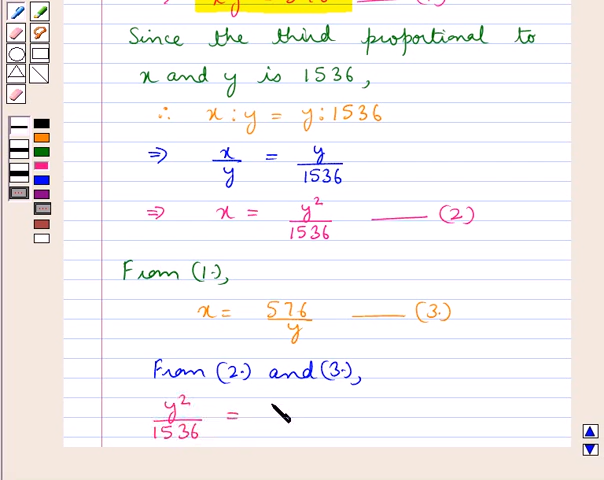 Since the third proportional to
x and y is 1536,
∴ x : y = y : 1536
⇒ x/y = y/1536
⇒ x = y²/1536 —— (2)
From (1.),
x = 576/y —— (3.)
From (2.) and (3.),
y²/1536 =